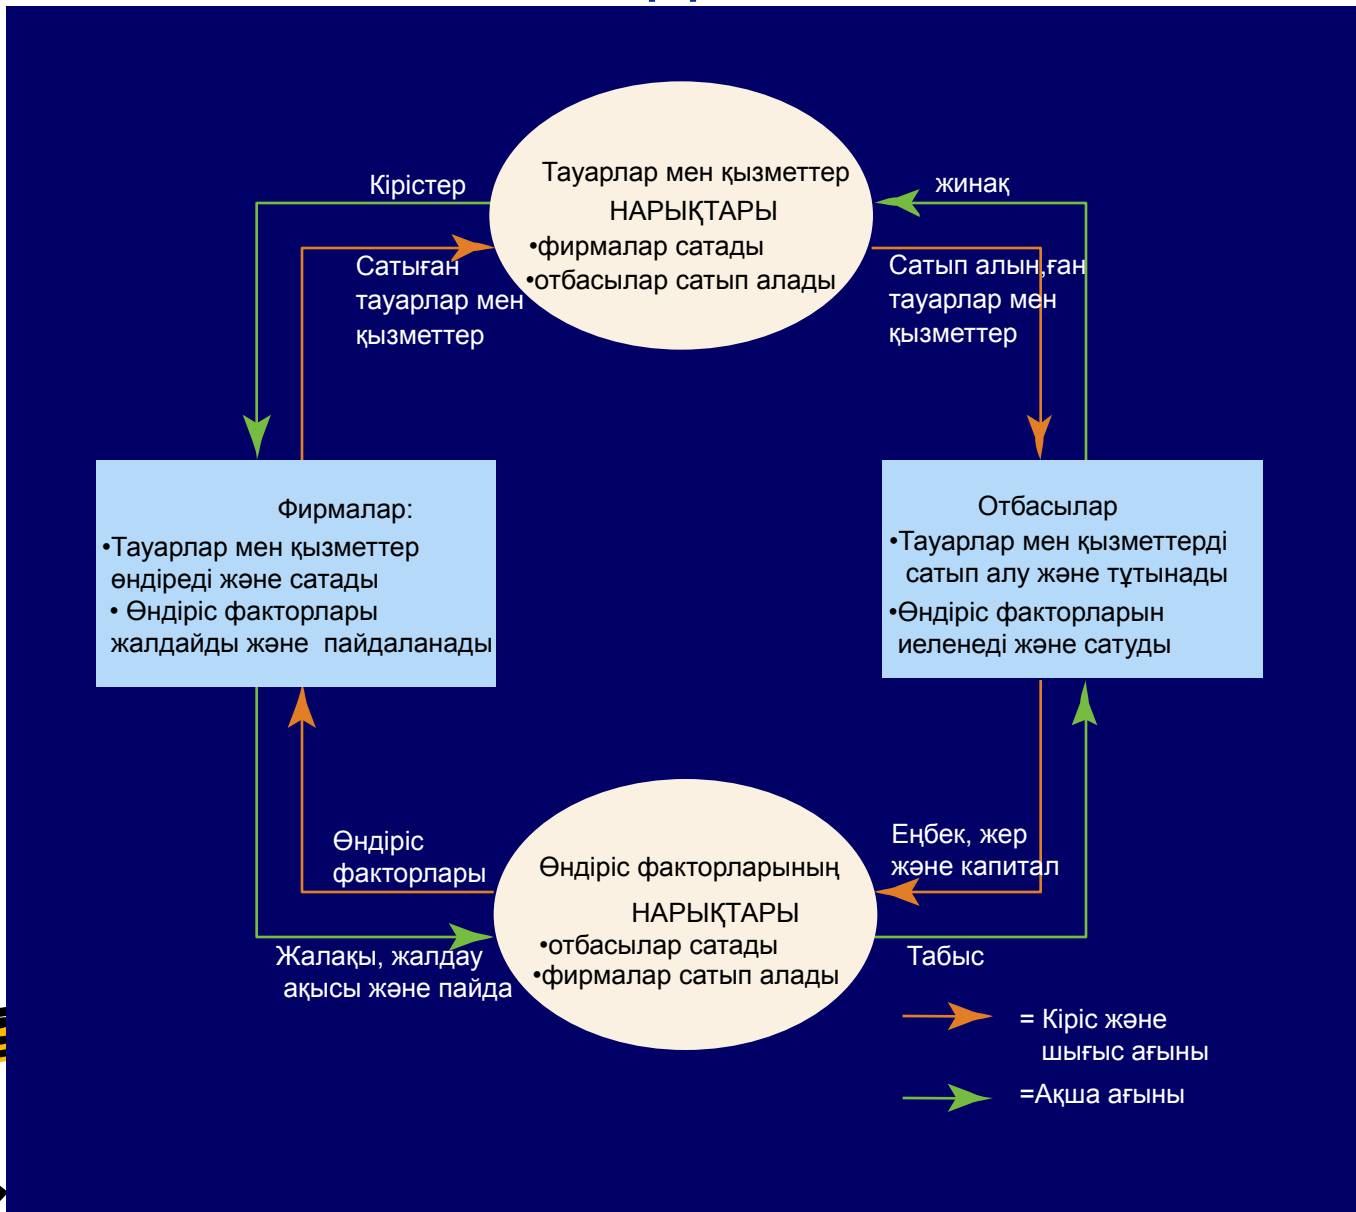 Тауарлар мен қызметтер
НАРЫҚТАРЫ
•фирмалар сатады
•отбасылар сатып алады
Кірістер
Сатыған
тауарлар мен
қызметтер
жинақ
Сатып алын,ған
тауарлар мен
қызметтер
Фирмалар:
•Тауарлар мен қызметтер
өндіреді және сатады
• Өндіріс факторлары
жалдайды және пайдаланады
Отбасылар
•Тауарлар мен қызметтерді
сатып алу және тұтынады
•Өндіріс факторларын
иеленеді және сатуды
Өндіріс
факторлары
Жалақы, жалдау
ақысы және пайда
Өндіріс факторларының
НАРЫҚТАРЫ
•отбасылар сатады
•фирмалар сатып алады
Еңбек, жер
және капитал
Табыс
= Кіріс және
шығыс ағыны
=Ақша ағыны